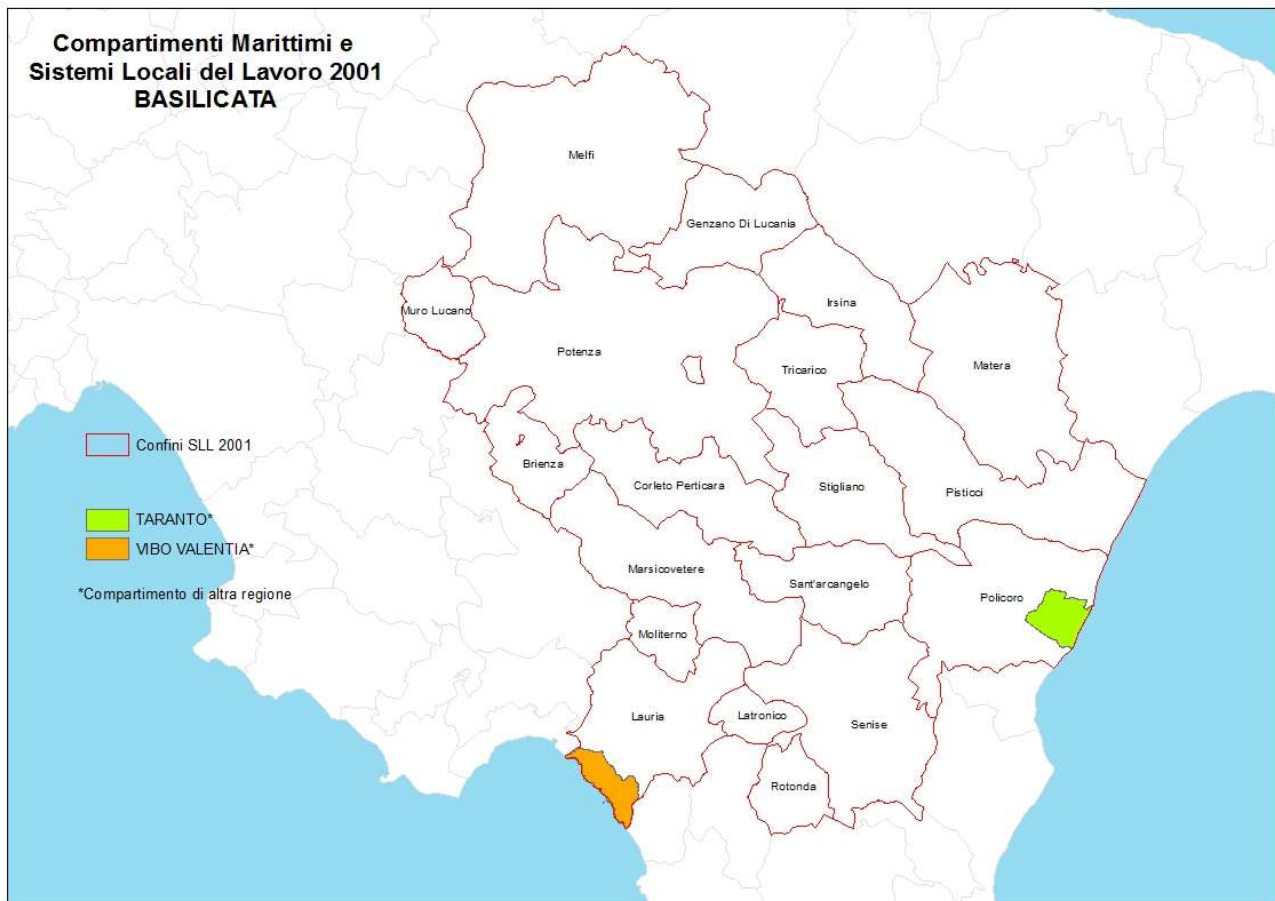 Compartimenti Marittimi e
Sistemi Locali del Lavoro 2001
BASILICATA
Melfi
Genzano Di Lucania
Muro Lucano
Irsina
Potenza
Tricarico
Matera
Confini SLL 2001
Brienza
Corleto Perticara
Stigliano
Pisticci
TARANTO*
VIBO VALENTIA*
*Compartimento di altra regione
Marsicovetere
Sant'arcangelo
Policoro
Moliterno
Lauria
Latronico
Senise
Rotonda